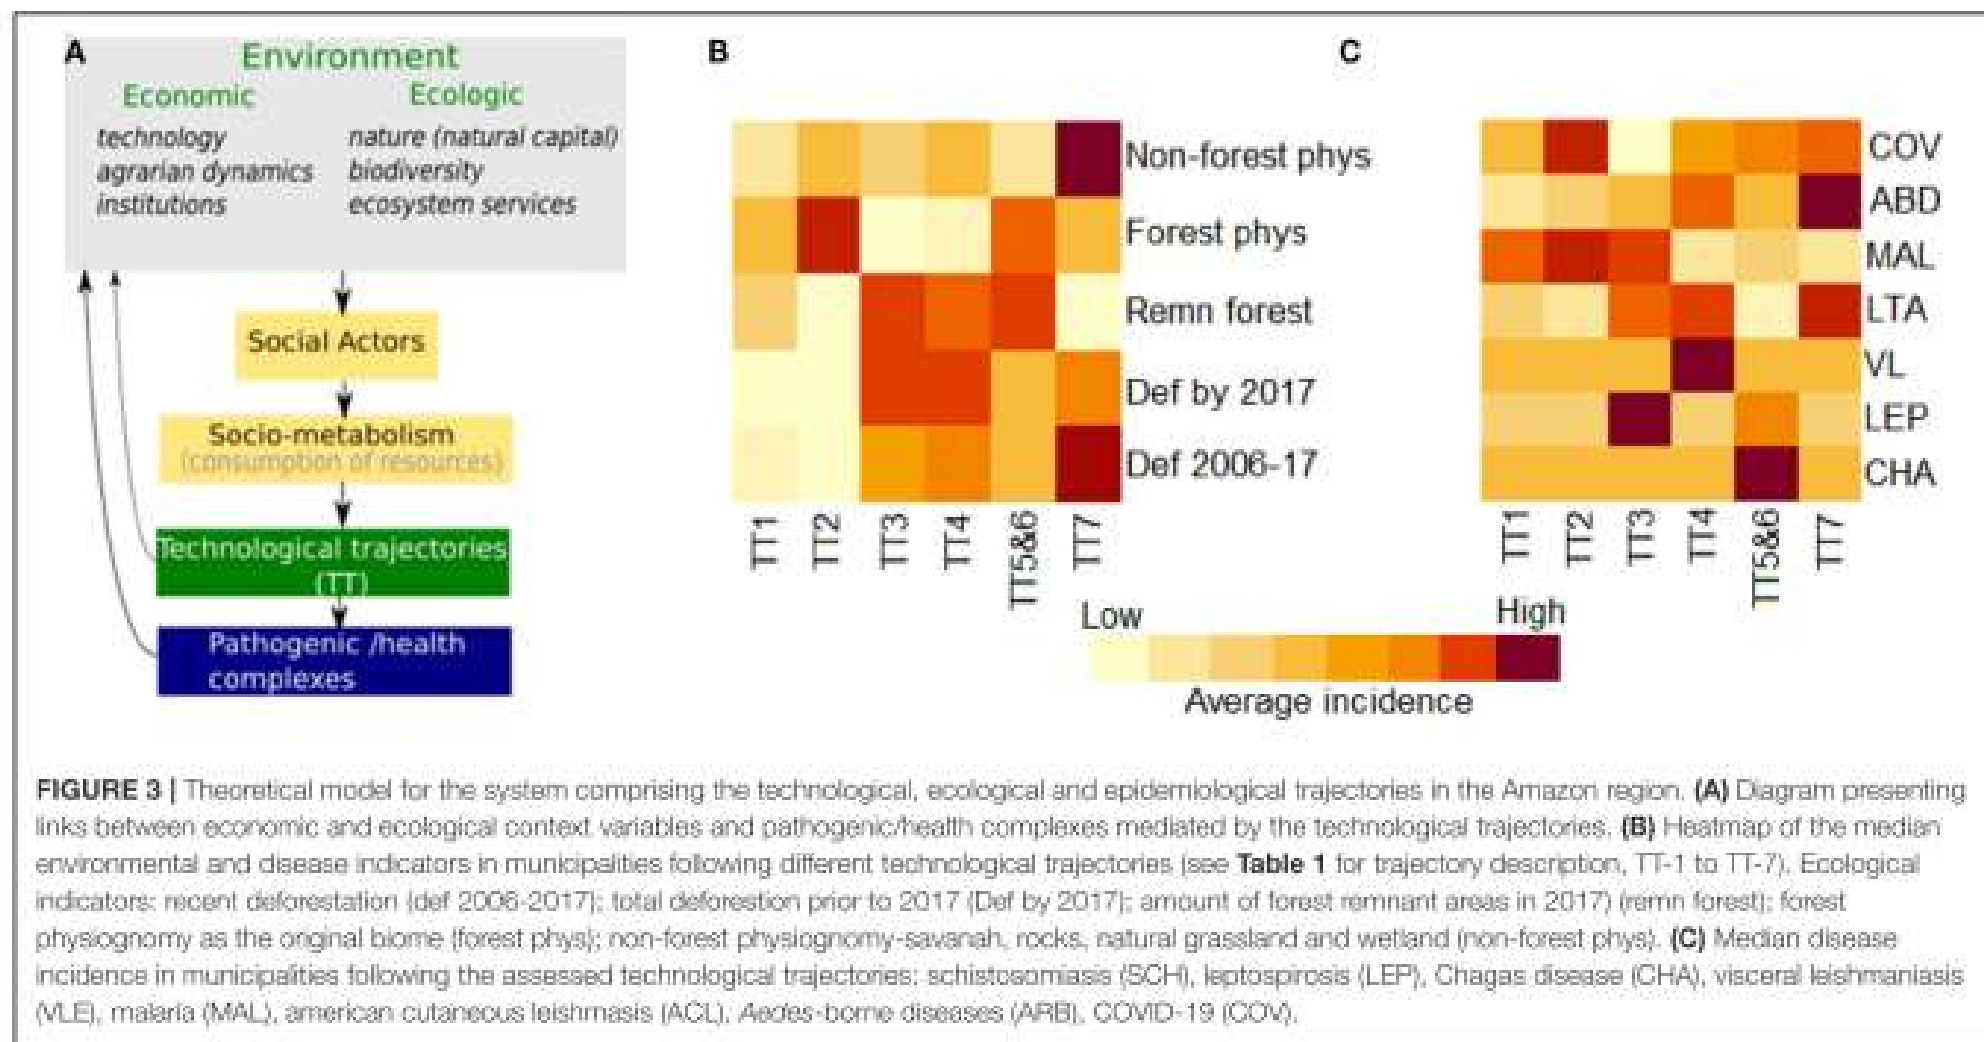 A
Environment
Economic
Ecologic
technology
agrarian dynamics
institutions
nature (natural capital)
biodiversity
ecosystem services
Social Actors
Socio-metabolism
(consumption of resources)
Technological trajectories
(TT)
Pathogenic /health
complexes
B
Non-forest phys
Forest phys
Remn forest
Def by 2017
Def 2006-17
TT1
TT2
TT3
TT4
TT5&6
TT7
C
COV
ABD
MAL
LTA
VL
LEP
CHA
TT1
TT2
TT3
TT4
TT5&6
TT7
Low
High
Average incidence
FIGURE 3 | Theoretical model for the system comprising the technological, ecological and epidemiological trajectories in the Amazon region. (A) Diagram presenting
links between economic and ecological context variables and pathogenic/health complexes mediated by the technological trajectories. (B) Heatmap of the median
environmental and disease indicators in municipalities following different technological trajectories (see Table 1 for trajectory description, TT-1 to TT-7). Ecological
indicators: recent deforestation (def 2006-2017); total deforestion prior to 2017 (Def by 2017); amount of forest remnant areas in 2017) (remn forest); forest
physiognomy as the original biome (forest phys); non-forest physiognomy-savanah, rocks, natural grassland and wetland (non-forest phys). (C) Median disease
incidence in municipalities following the assessed technological trajectories: schistosomiasis (SCH), leptospirosis (LEP), Chagas disease (CHA), visceral leishmaniasis
(VLE), malaria (MAL), american cutaneous leishmasis (ACL), Aedes-borne diseases (ARB), COVID-19 (COV).